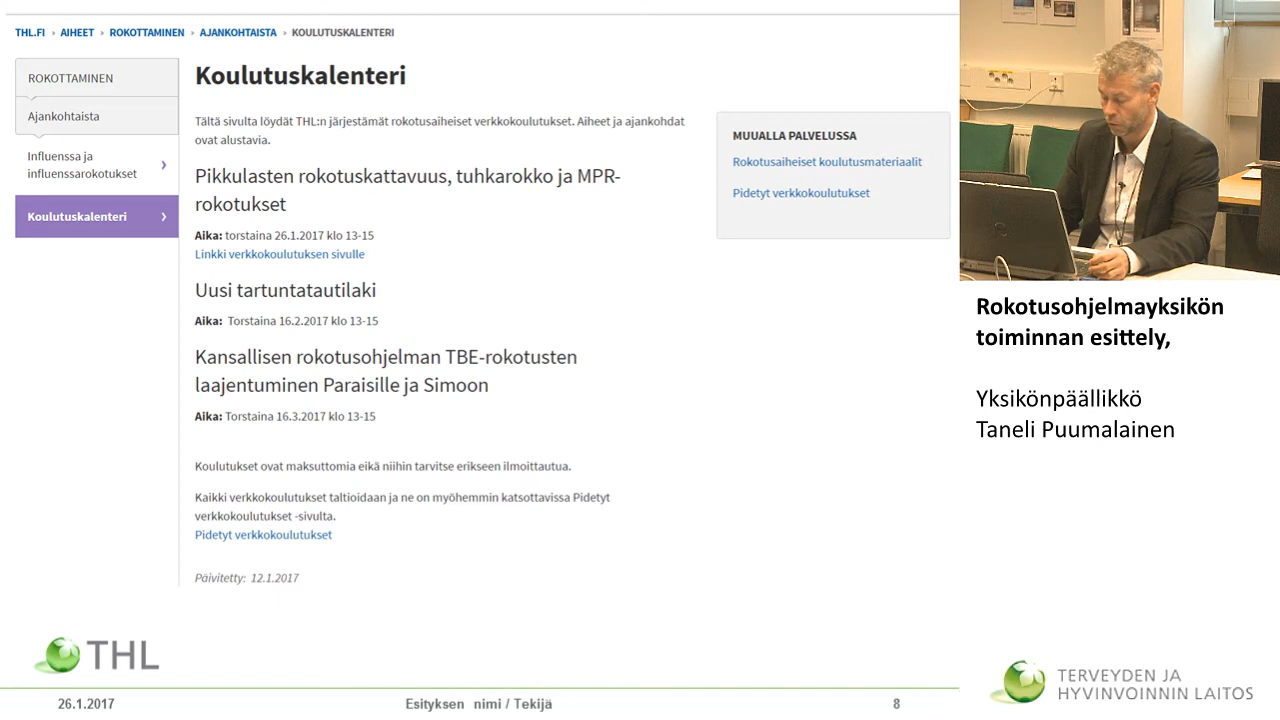 THL.FI › AIHEET › ROKOTTAMINEN › AJANKOHTAISTA › KOULUTUSKALENTERI
ROKOTTAMINEN
Ajankohtaista
Influenssa ja
influenssarokotukset
Koulutuskalenteri
Koulutuskalenteri
Tältä sivulta löydät THL:n järjestämät rokotusaiheiset verkkokoulutukset. Aiheet ja ajankohdat
ovat alustavia.
Pikkulasten rokotuskattavuus, tuhkarokko ja MPR-
rokotukset
Aika: torstaina 26.1.2017 klo 13-15
Linkki verkkokoulutuksen sivulle
Uusi tartuntatautilaki
Aika: Torstaina 16.2.2017 klo 13-15
Kansallisen rokotusohjelman TBE-rokotusten
laajentuminen Paraisille ja Simoon
Aika: Torstaina 16.3.2017 klo 13-15
Koulutukset ovat maksuttomia eikä niihin tarvitse erikseen ilmoittautua.
Kaikki verkkokoulutukset taltioidaan ja ne on myöhemmin katsottavissa Pidetyt
verkkokoulutukset -sivulta.
Pidetyt verkkokoulutukset
Päivitetty: 12.1.2017
MUUALLA PALVELUSSA
Rokotusaiheiset koulutusmateriaalit
Pidetyt verkkokoulutukset
Rokotusohjelmayksikön
toiminnan esittely,
Yksikönpäällikkö
Taneli Puumalainen
THL
26.1.2017
Esityksen nimi / Tekijä
8
TERVEYDEN JA
HYVINVOINNIN LAITOS